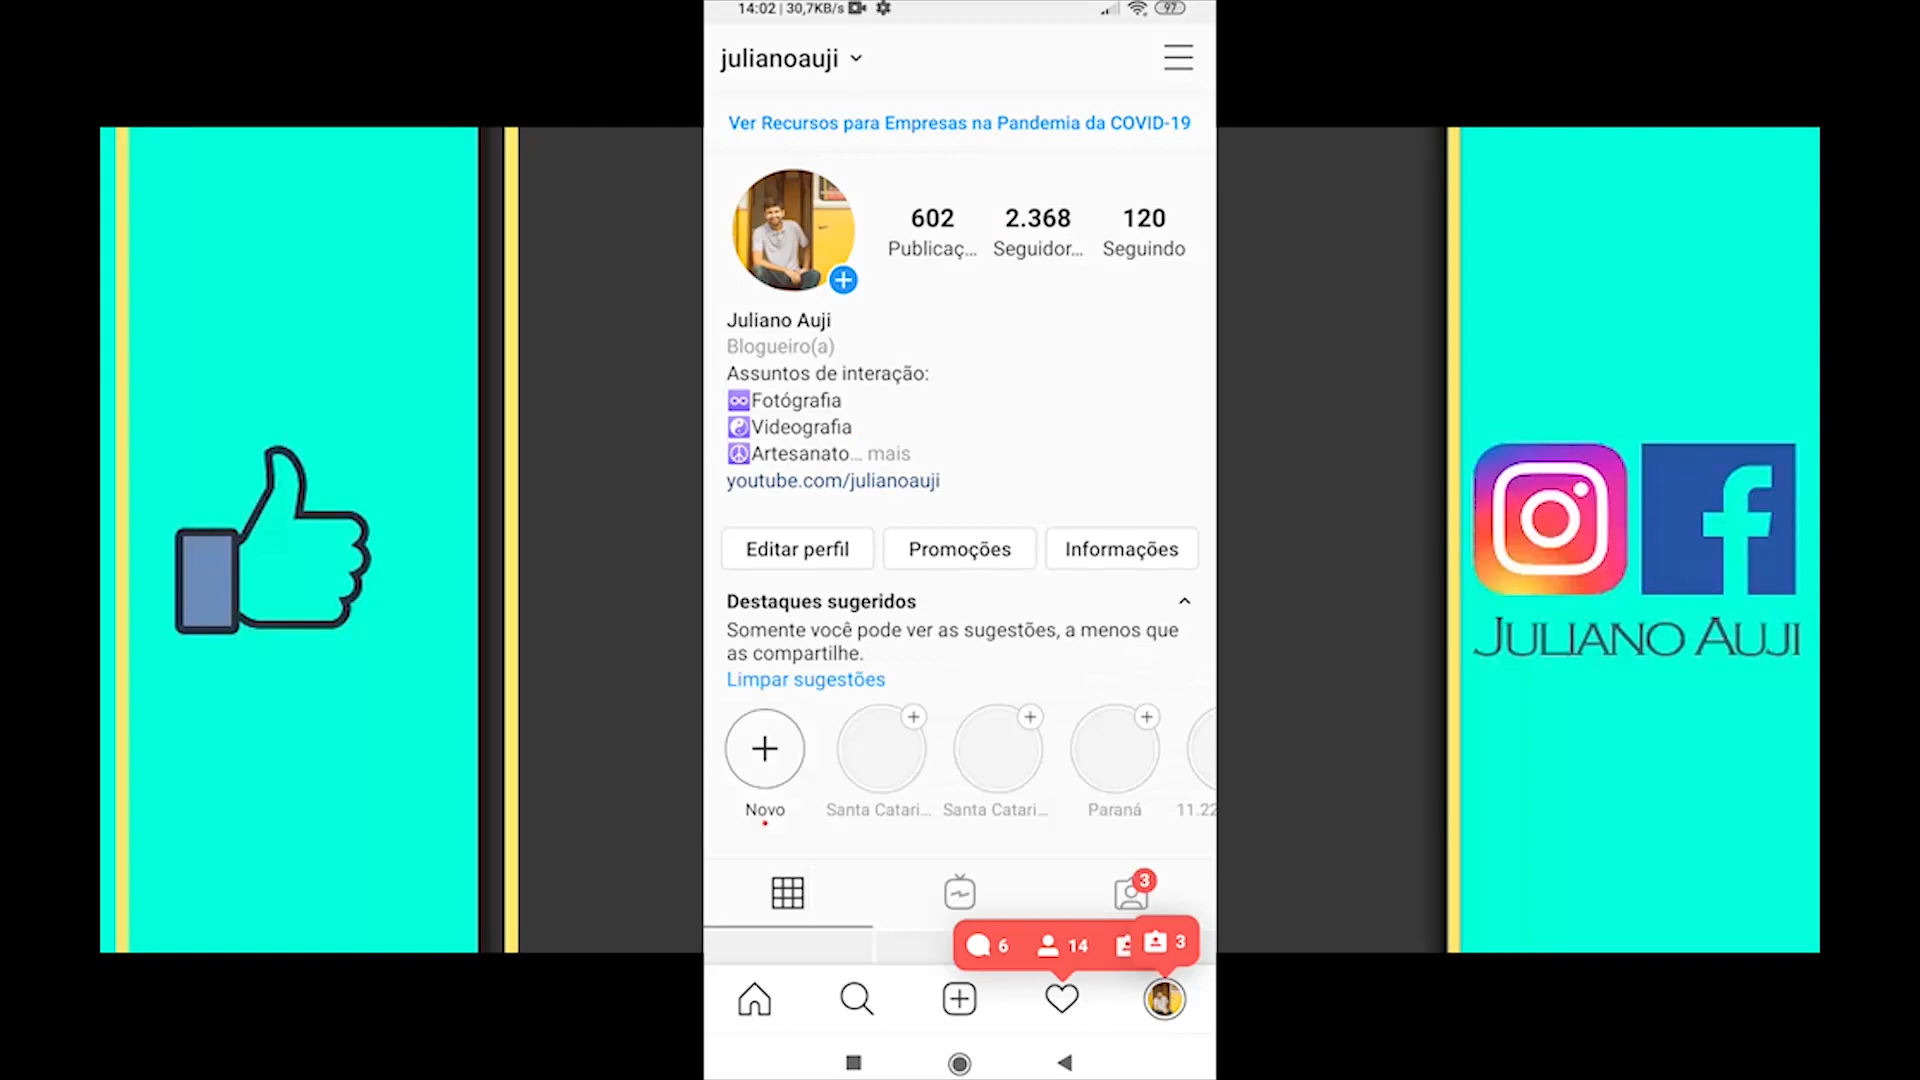 14:02 | 30,7KB/s
97
julianoauji
Ver Recursos para Empresas na Pandemia da COVID-19
602
2.368
120
Publicaç...
Seguidor...
Seguindo
Juliano Auji
Blogueiro(a)
Assuntos de interação:
♾Fotógrafia
☯Videografia
☮Artesanato... mais
youtube.com/julianoauji
Editar perfil
Promoções
Informações
Destaques sugeridos
Somente você pode ver as sugestões, a menos que
as compartilhe.
Limpar sugestões
Novo
Santa Catari...
Santa Catari...
Paraná
11.22
3
6
14
3
JULIANO AUJI